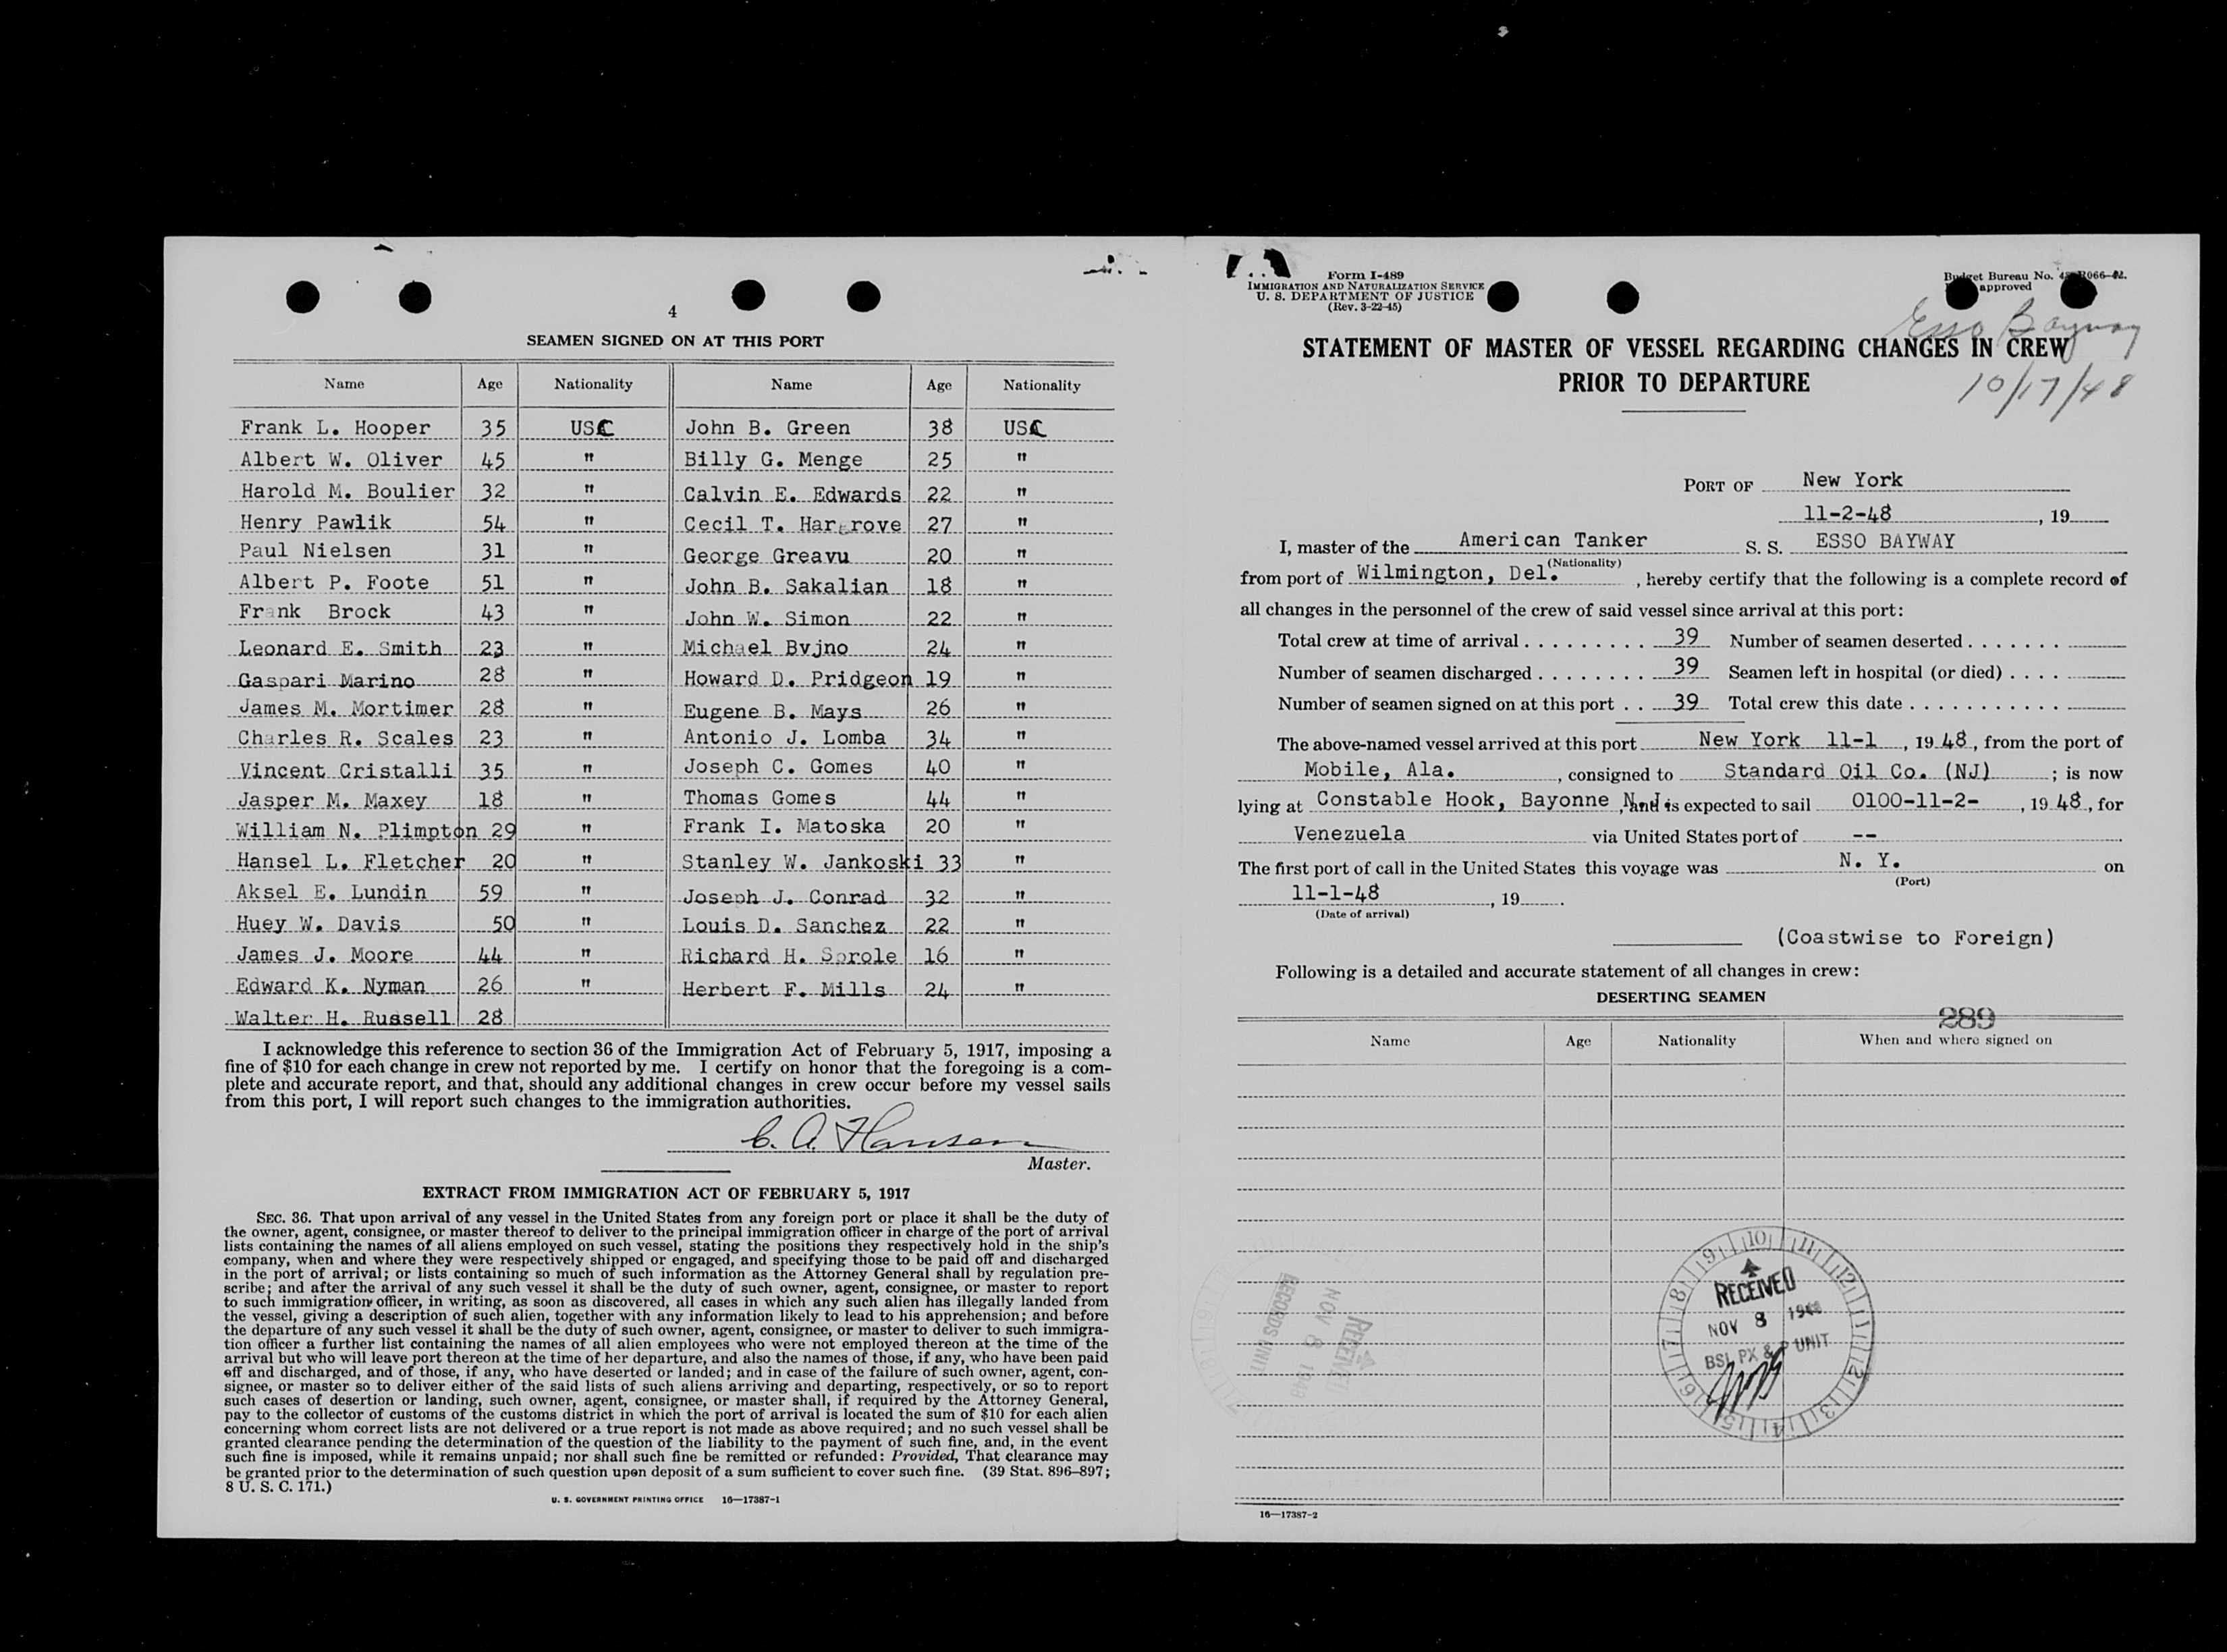 4
SEAMEN SIGNED ON AT THIS PORT
Name Age Nationality Name Age Nationality
Frank L. Hooper 35 USC John B. Green 38 USC
Albert W. Oliver 45 " Billy G. Menge 25 "
Harold M. Boulier 32 " Calvin E. Edwards 22 "
Henry Pawlik 54 " Cecil T. Hargrove 27 "
Paul Nielsen 31 " George Greavu 20 "
Albert P. Foote 51 " John B. Sakalian 18 "
Frank Brock 43 " John W. Simon 22 "
Leonard E. Smith 23 " Michael Bvjno 24 "
Gaspari Marino 28 " Howard D. Pridgeon 19 "
James M. Mortimer 28 " Eugene B. Mays 26 "
Charles R. Scales 23 " Antonio J. Lomba 34 "
Vincent Cristalli 35 " Joseph C. Gomes 40 "
Jasper M. Maxey 18 " Thomas Gomes 44 "
William N. Plimpton 29 " Frank I. Matoska 20 "
Hansel L. Fletcher 20 " Stanley W. Jankoski 33 "
Aksel E. Lundin 59 " Joseph J. Conrad 32 "
Huey W. Davis 50 " Louis D. Sanchez 22 "
James J. Moore 44 " Richard H. Sprole 16 "
Edward K. Nyman 26 " Herbert F. Mills 24 "
Walter H. Russell 28
I acknowledge this reference to section 36 of the Immigration Act of February 5, 1917, imposing a
fine of $10 for each change in crew not reported by me. I certify on honor that the foregoing is a com-
plete and accurate report, and that, should any additional changes in crew occur before my vessel sails
from this port, I will report such changes to the immigration authorities.
C. A. Hansen
Master.
EXTRACT FROM IMMIGRATION ACT OF FEBRUARY 5, 1917
SEC. 36. That upon arrival of any vessel in the United States from any foreign port or place it shall be the duty of
the owner, agent, consignee, or master thereof to deliver to the principal immigration officer in charge of the port of arrival
lists containing the names of all aliens employed on such vessel, stating the positions they respectively hold in the ship's
company, when and where they were respectively shipped or engaged, and specifying those to be paid off and discharged
in the port of arrival; or lists containing so much of such information as the Attorney General shall by regulation pre-
scribe; and after the arrival of any such vessel it shall be the duty of such owner, agent, consignee, or master to report
to such immigration officer, in writing, as soon as discovered, all cases in which any such alien has illegally landed from
the vessel, giving a description of such alien, together with any information likely to lead to his apprehension; and before
the departure of any such vessel it shall be the duty of such owner, agent, consignee, or master to deliver to such immigra-
tion officer a further list containing the names of all alien employees who were not employed thereon at the time of the
arrival but who will leave port thereon at the time of her departure, and also the names of those, if any, who have been paid
off and discharged, and of those, if any, who have deserted or landed; and in case of the failure of such owner, agent, con-
signee, or master so to deliver either of the said lists of such aliens arriving and departing, respectively, or so to report
such cases of desertion or landing, such owner, agent, consignee, or master shall, if required by the Attorney General,
pay to the collector of customs of the customs district in which the port of arrival is located the sum of $10 for each alien
concerning whom correct lists are not delivered or a true report is not made as above required; and no such vessel shall be
granted clearance pending the determination of the question of the liability to the payment of such fine, and, in the event
such fine is imposed, while it remains unpaid; nor shall such fine be remitted or refunded: Provided, That clearance may
be granted prior to the determination of such question upon deposit of a sum sufficient to cover such fine. (39 Stat. 896–897;
8 U. S. C. 171.)
U. S. GOVERNMENT PRINTING OFFICE 16—17387-1
Form I-489
IMMIGRATION AND NATURALIZATION SERVICE
U. S. DEPARTMENT OF JUSTICE
(Rev. 3-22-45)
Budget Bureau No. 066-
approved
Esso Bayway
10/17/48
STATEMENT OF MASTER OF VESSEL REGARDING CHANGES IN CREW
PRIOR TO DEPARTURE
PORT OF New York
11-2-48, 19
I, master of the American Tanker S. S. ESSO BAYWAY
(Nationality)
from port of Wilmington, Del., hereby certify that the following is a complete record of
all changes in the personnel of the crew of said vessel since arrival at this port:
Total crew at time of arrival . . . . . . . . . 39 Number of seamen deserted . . . . . . .
Number of seamen discharged . . . . . . . . 39 Seamen left in hospital (or died) . . . .
Number of seamen signed on at this port . . 39 Total crew this date . . . . . . . . . . .
The above-named vessel arrived at this port New York 11-1, 1948, from the port of
Mobile, Ala., consigned to Standard Oil Co. (NJ); is now
lying at Constable Hook, Bayonne N.J., and is expected to sail 0100-11-2-, 1948, for
Venezuela via United States port of --
The first port of call in the United States this voyage was N. Y. on
(Port)
11-1-48, 19.
(Date of arrival)
(Coastwise to Foreign)
Following is a detailed and accurate statement of all changes in crew:
DESERTING SEAMEN
289
Name Age Nationality When and where signed on
9 10 11 12 1 2 3 4 5 6 7 8
RECEIVED
NOV 8 1948
BSI, PX & P UNIT
RECEIVED
NOV 8 1948
RECORDS UNIT
16—17387-2